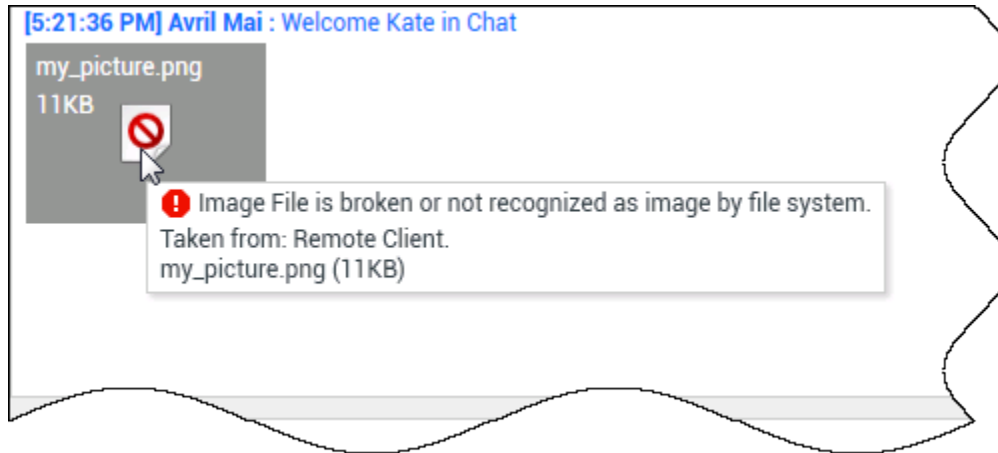 [5:21:36 PM] Avril Mai : Welcome Kate in Chat
my_picture.png
11KB
Image File is broken or not recognized as image by file system.
Taken from: Remote Client.
my_picture.png (11KB)